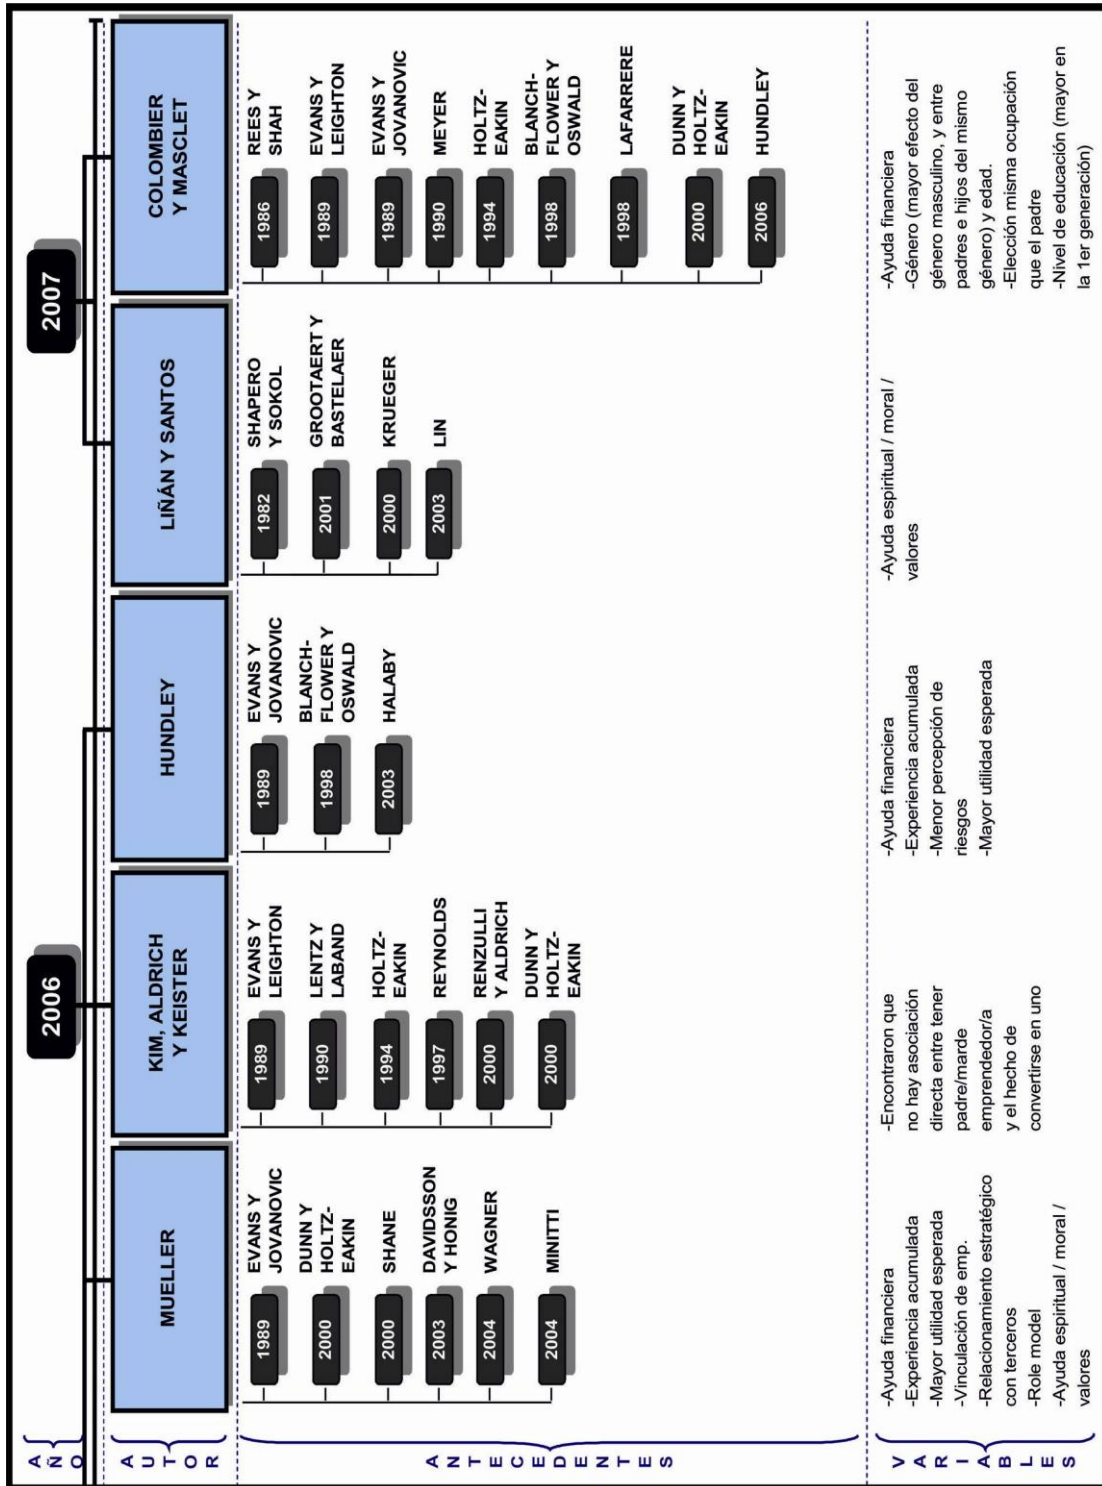 AÑO
2006
2007
AUTOR
MUELLER
KIM, ALDRICH
Y KEISTER
HUNDLEY
LIÑÁN Y SANTOS
COLOMBIER
Y MASCLET
ANTECEDENTES
1989
EVANS Y
JOVANOVIC
2000
DUNN Y
HOLTZ-
EAKIN
2000
SHANE
2003
DAVIDSSON
Y HONIG
2004
WAGNER
2004
MINITTI
1989
EVANS Y
LEIGHTON
1990
LENTZ Y
LABAND
1994
HOLTZ-
EAKIN
1997
REYNOLDS
2000
RENZULLI
Y ALDRICH
2000
DUNN Y
HOLTZ-
EAKIN
1989
EVANS Y
JOVANOVIC
1998
BLANCH-
FLOWER Y
OSWALD
2003
HALABY
1982
SHAPERO
Y SOKOL
2001
GROOTAERT Y
BASTELAER
2000
KRUEGER
2003
LIN
1986
REES Y
SHAH
1989
EVANS Y
LEIGHTON
1989
EVANS Y
JOVANOVIC
1990
MEYER
1994
HOLTZ-
EAKIN
1998
BLANCH-
FLOWER Y
OSWALD
1998
LAFARRERE
2000
DUNN Y
HOLTZ-
EAKIN
2006
HUNDLEY
VARIABLES
-Ayuda financiera
-Experiencia acumulada
-Mayor utilidad esperada
-Vinculación de emp.
-Relacionamiento estratégico
con terceros
-Role model
-Ayuda espiritual / moral /
valores
-Encontraron que
no hay asociación
directa entre tener
padre/marde
emprendedor/a
y el hecho de
convertirse en uno
-Ayuda financiera
-Experiencia acumulada
-Menor percepción de
riesgos
-Mayor utilidad esperada
-Ayuda espiritual / moral /
valores
-Ayuda financiera
-Género (mayor efecto del
género masculino, y entre
padres e hijos del mismo
género) y edad.
-Elección misma ocupación
que el padre
-Nivel de educación (mayor en
la 1er generación)